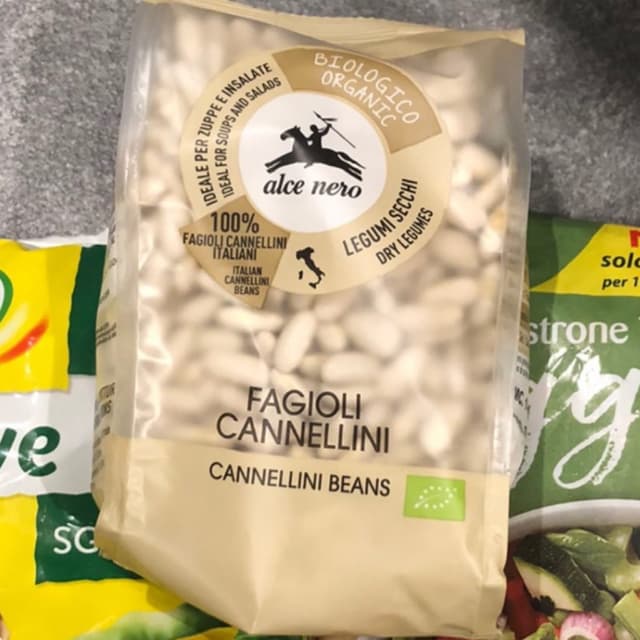 BIOLOGICO
ORGANIC
IDEALE PER ZUPPE E INSALATE
IDEAL FOR SOUPS AND SALADS
alce nero
LEGUMI SECCHI
DRY LEGUMES
100%
FAGIOLI CANNELLINI
ITALIANI
ITALIAN
CANNELLINI
BEANS
FAGIOLI
CANNELLINI
CANNELLINI BEANS
ve
SG
solo
per 1
strone